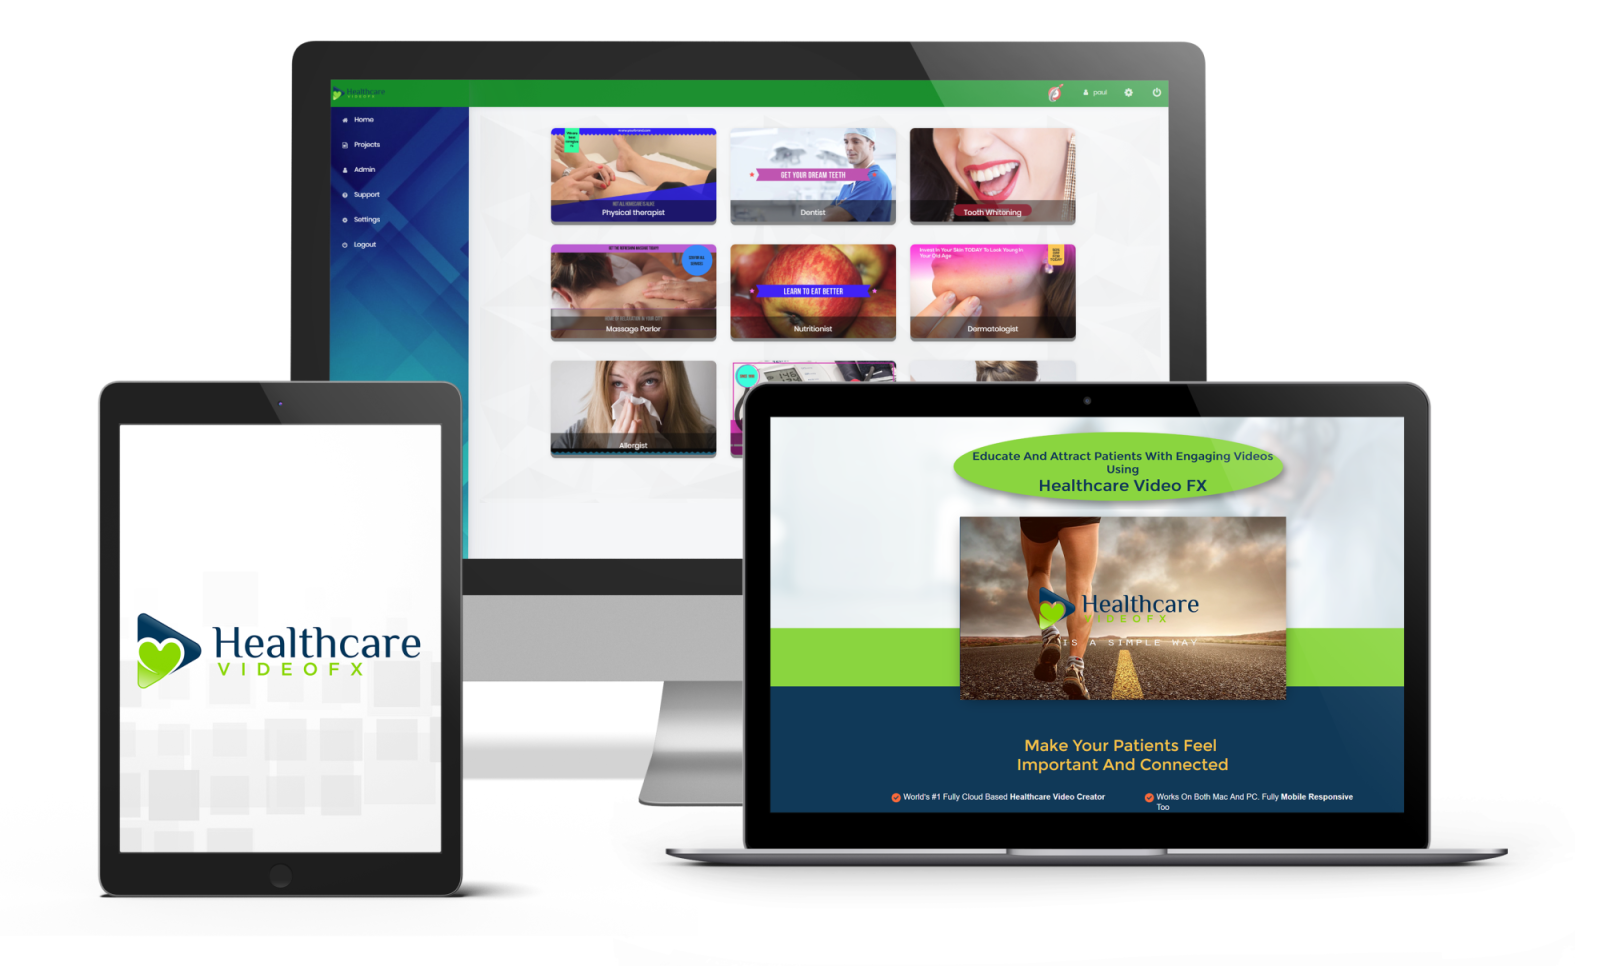 Healthcare
VIDEOFX
paul
Home
Projects
Admin
Support
Settings
Logout
Physical therapist
GET YOUR DREAM TEETH
Dentist
Tooth Whitening
Massage Parlor
LEARN TO EAT BETTER
Nutritionist
Invest In Your Skin TODAY To Look Young In
Your Old Age
Dermatologist
Allergist
Healthcare
VIDEOFX
Educate And Attract Patients With Engaging Videos
Using
Healthcare Video FX
Healthcare
VIDEOFX
IS A SIMPLE WAY
Make Your Patients Feel
Important And Connected
World's #1 Fully Cloud Based Healthcare Video Creator
Works On Both Mac And PC. Fully Mobile Responsive
Too